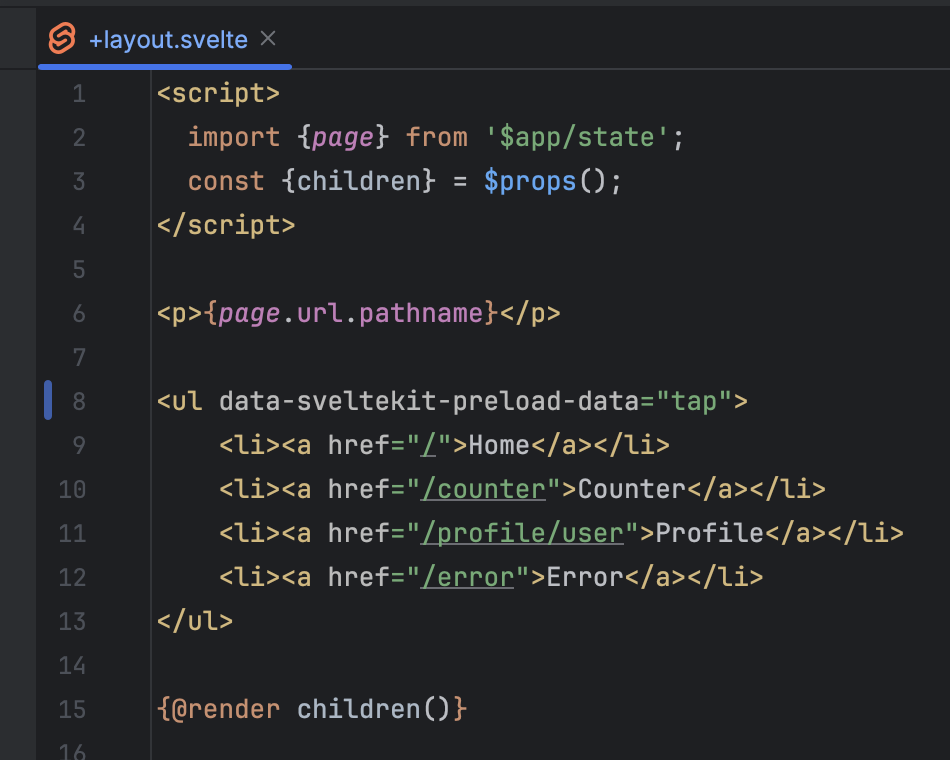 +layout.svelte
1 <script>
2   import {page} from '$app/state';
3   const {children} = $props();
4 </script>
5
6 <p>{page.url.pathname}</p>
7
8 <ul data-sveltekit-preload-data="tap">
9     <li><a href="/">Home</a></li>
10     <li><a href="/counter">Counter</a></li>
11     <li><a href="/profile/user">Profile</a></li>
12     <li><a href="/error">Error</a></li>
13 </ul>
14
15 {@render children()}
16